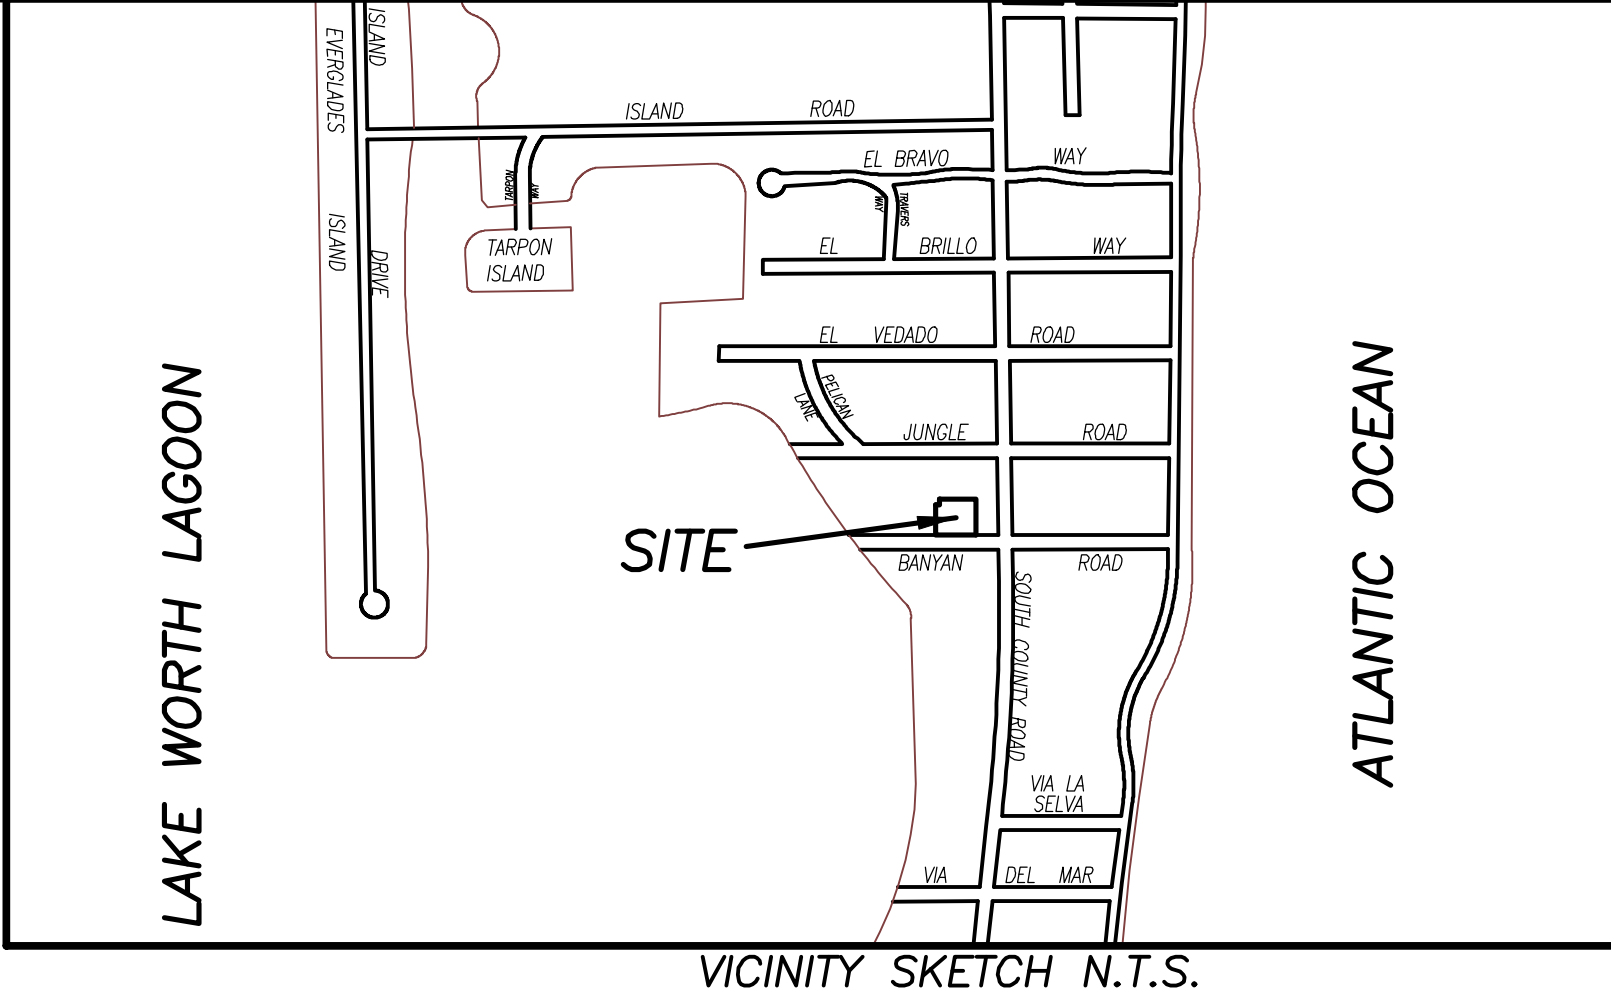 ISLAND
EVERGLADES
ISLAND
DRIVE
ISLAND ROAD
TARPON
WAY
TARPON
ISLAND
EL BRAVO WAY
WAY
TRAVERS
EL BRILLO WAY
EL VEDADO ROAD
PELICAN
LANE
JUNGLE ROAD
SITE
BANYAN ROAD
SOUTH COUNTY ROAD
VIA LA
SELVA
VIA DEL MAR
LAKE WORTH LAGOON
ATLANTIC OCEAN
VICINITY SKETCH N.T.S.